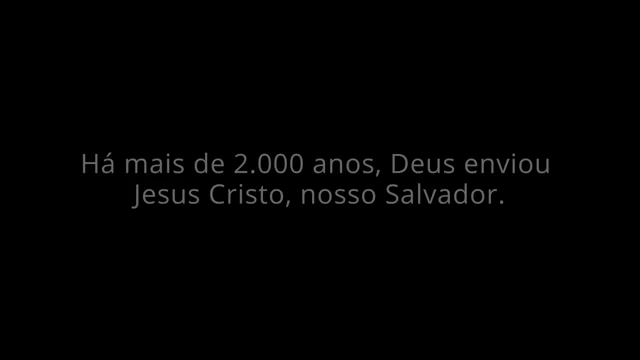 Há mais de 2.000 anos, Deus enviou
Jesus Cristo, nosso Salvador.